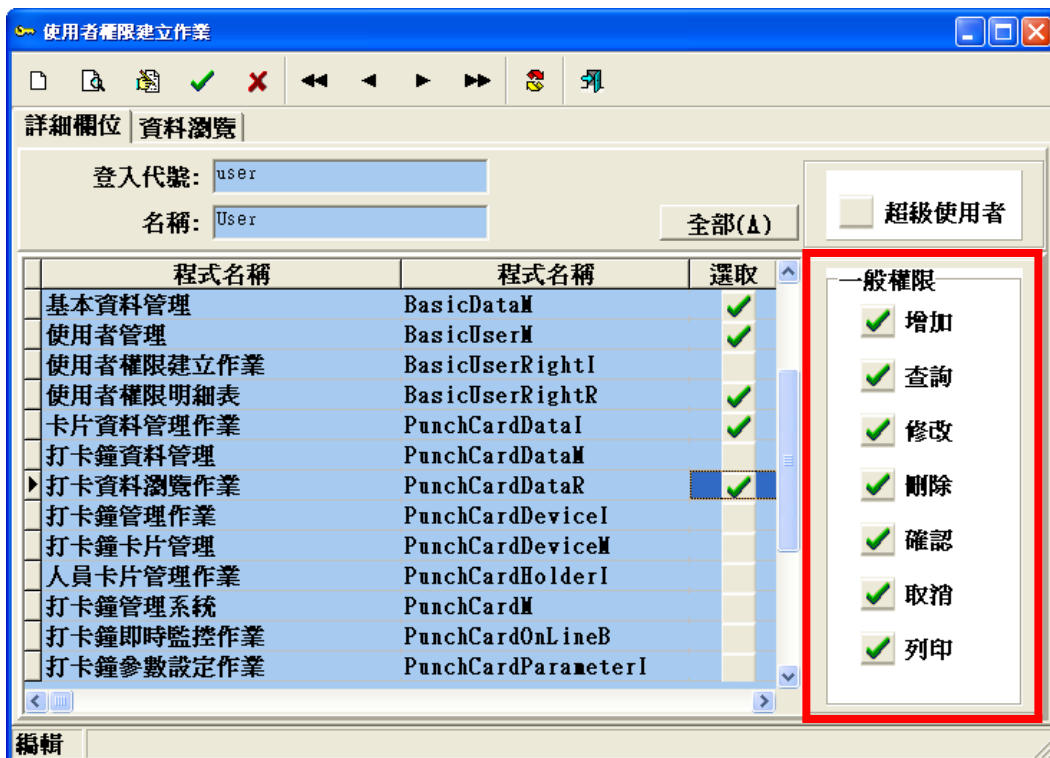 使用者權限建立作業
詳細欄位 資料瀏覽
登入代號: user
名稱: User
全部(A)
超級使用者
程式名稱 程式名稱 選取
基本資料管理 BasicDataM
使用者管理 BasicUserM
使用者權限建立作業 BasicUserRightI
使用者權限明細表 BasicUserRightR
卡片資料管理作業 PunchCardDataI
打卡鐘資料管理 PunchCardDataM
打卡資料瀏覽作業 PunchCardDataR
打卡鐘管理作業 PunchCardDeviceI
打卡鐘卡片管理 PunchCardDeviceM
人員卡片管理作業 PunchCardHolderI
打卡鐘管理系統 PunchCardM
打卡鐘即時監控作業 PunchCardOnLineB
打卡鐘參數設定作業 PunchCardParameterI
一般權限
增加
查詢
修改
刪除
確認
取消
列印
編輯